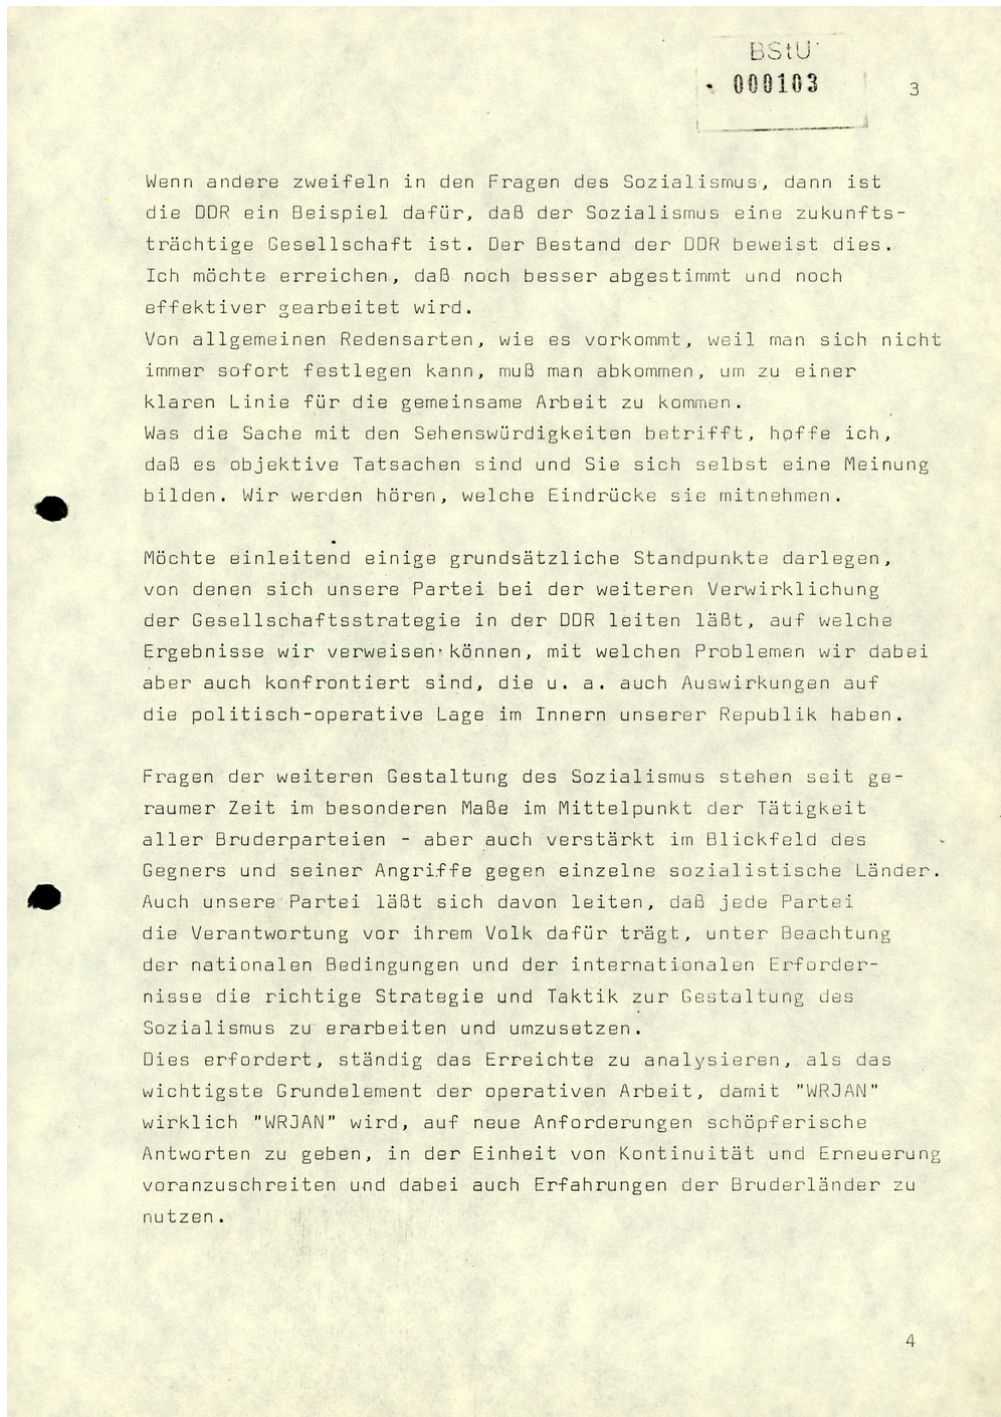 BStU
000103
3
Wenn andere zweifeln in den Fragen des Sozialismus, dann ist
die DDR ein Beispiel dafür, daß der Sozialismus eine zukunfts-
trächtige Gesellschaft ist. Der Bestand der DDR beweist dies.
Ich möchte erreichen, daß noch besser abgestimmt und noch
effektiver gearbeitet wird.
Von allgemeinen Redensarten, wie es vorkommt, weil man sich nicht
immer sofort festlegen kann, muß man abkommen, um zu einer
klaren Linie für die gemeinsame Arbeit zu kommen.
Was die Sache mit den Sehenswürdigkeiten betrifft, hoffe ich,
daß es objektive Tatsachen sind und Sie sich selbst eine Meinung
bilden. Wir werden hören, welche Eindrücke sie mitnehmen.
Möchte einleitend einige grundsätzliche Standpunkte darlegen,
von denen sich unsere Partei bei der weiteren Verwirklichung
der Gesellschaftsstrategie in der DDR leiten läßt, auf welche
Ergebnisse wir verweisen können, mit welchen Problemen wir dabei
aber auch konfrontiert sind, die u. a. auch Auswirkungen auf
die politisch-operative Lage im Innern unserer Republik haben.
Fragen der weiteren Gestaltung des Sozialismus stehen seit ge-
raumer Zeit im besonderen Maße im Mittelpunkt der Tätigkeit
aller Bruderparteien - aber auch verstärkt im Blickfeld des
Gegners und seiner Angriffe gegen einzelne sozialistische Länder.
Auch unsere Partei läßt sich davon leiten, daß jede Partei
die Verantwortung vor ihrem Volk dafür trägt, unter Beachtung
der nationalen Bedingungen und der internationalen Erforder-
nisse die richtige Strategie und Taktik zur Gestaltung des
Sozialismus zu erarbeiten und umzusetzen.
Dies erfordert, ständig das Erreichte zu analysieren, als das
wichtigste Grundelement der operativen Arbeit, damit "WRJAN"
wirklich "WRJAN" wird, auf neue Anforderungen schöpferische
Antworten zu geben, in der Einheit von Kontinuität und Erneuerung
voranzuschreiten und dabei auch Erfahrungen der Bruderländer zu
nutzen.
4